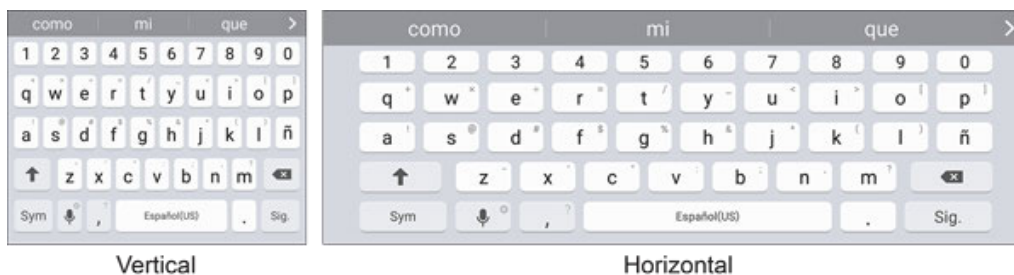 como mi que >
1 2 3 4 5 6 7 8 9 0
q w e r t y u i o p
a s d f g h j k l ñ
z x c v b n m
Sym , Español(US) . Sig.
Vertical
como mi que >
1 2 3 4 5 6 7 8 9 0
q w e r t / y u < i > o [ p ]
a ! s @ d # f $ g % h & j * k ( l ) ñ
z x c v b n m ?
Sym , ? Español(US) . Sig.
Horizontal